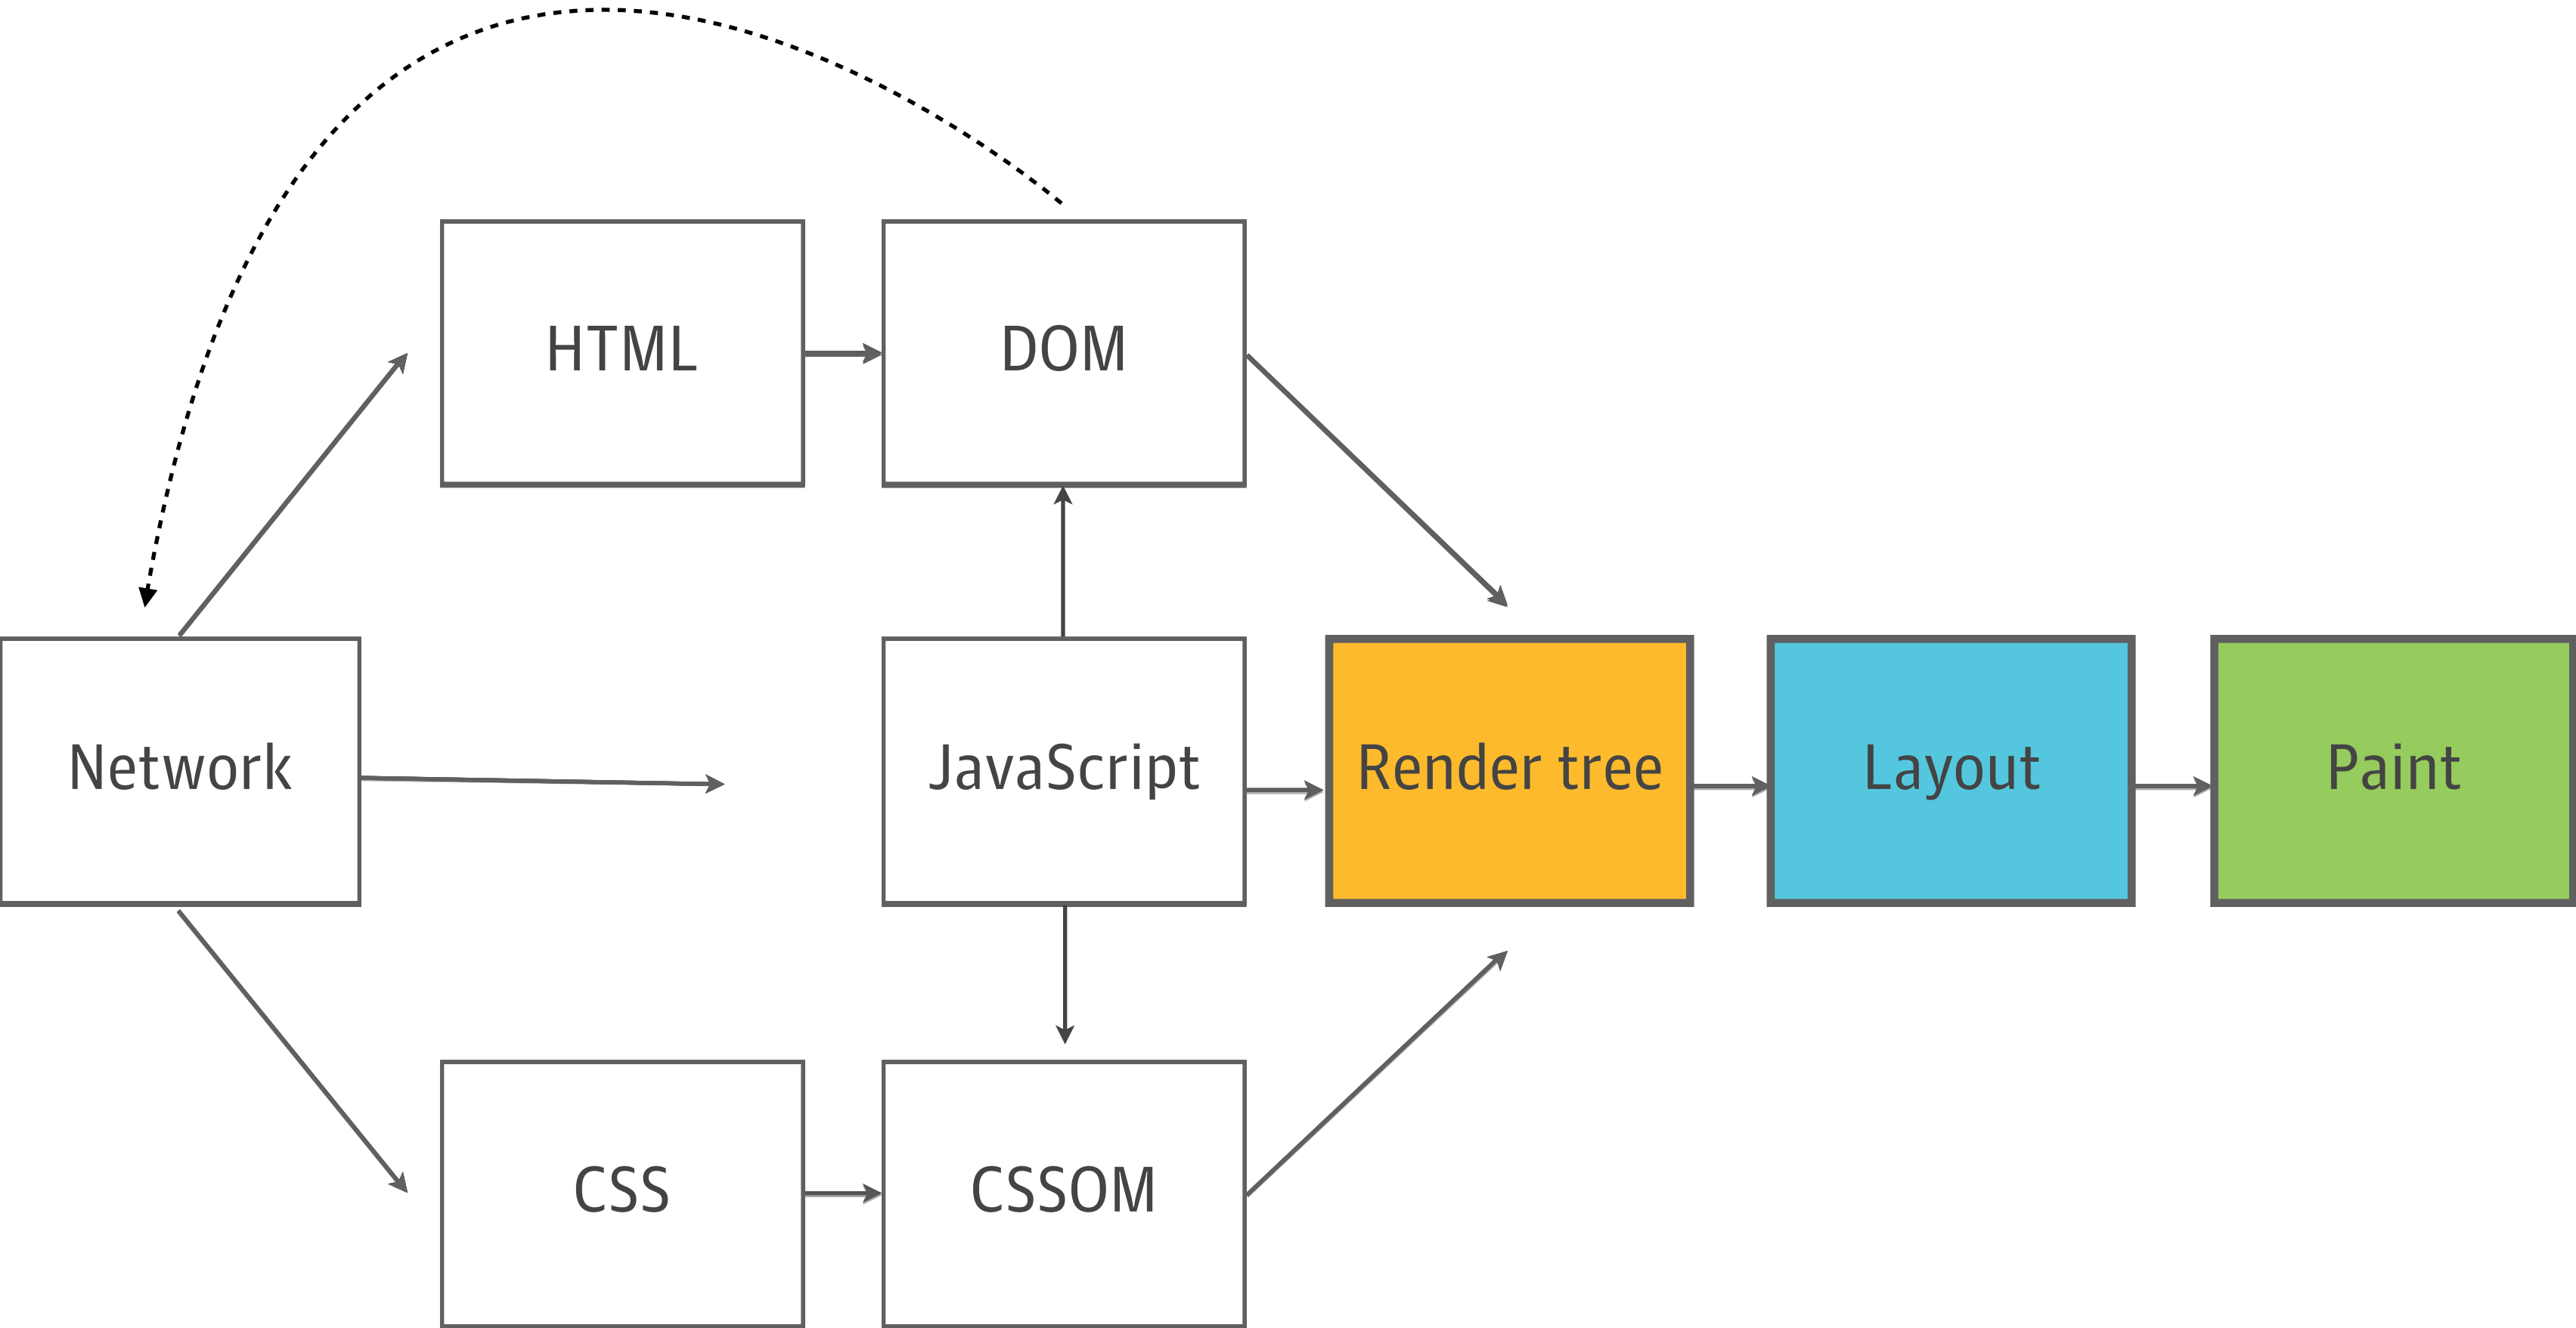 HTML
DOM
Network
JavaScript
Render tree
Layout
Paint
CSS
CSSOM